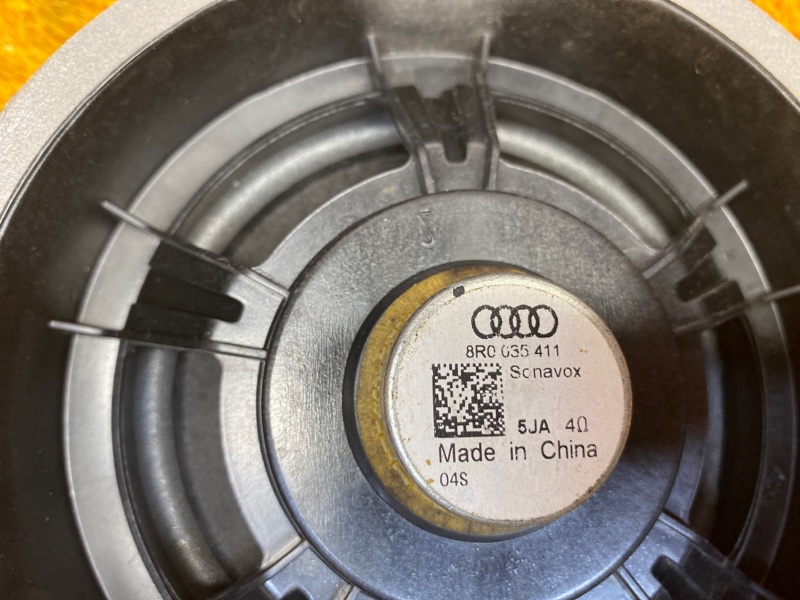 8R0 035 411
Sonavox
5JA 4Ω
Made in China
04S